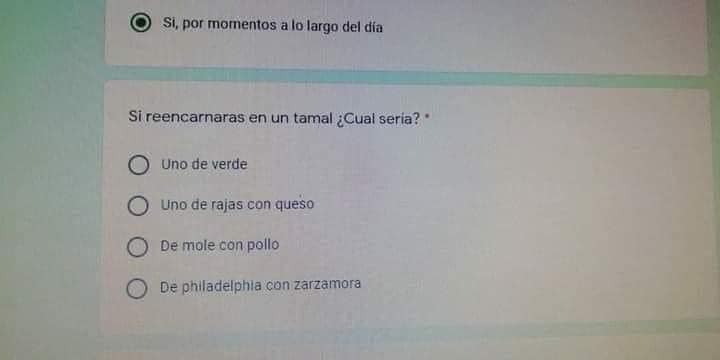 Si, por momentos a lo largo del día
Si reencarnaras en un tamal ¿Cual sería? *
Uno de verde
Uno de rajas con queso
De mole con pollo
De philadelphia con zarzamora